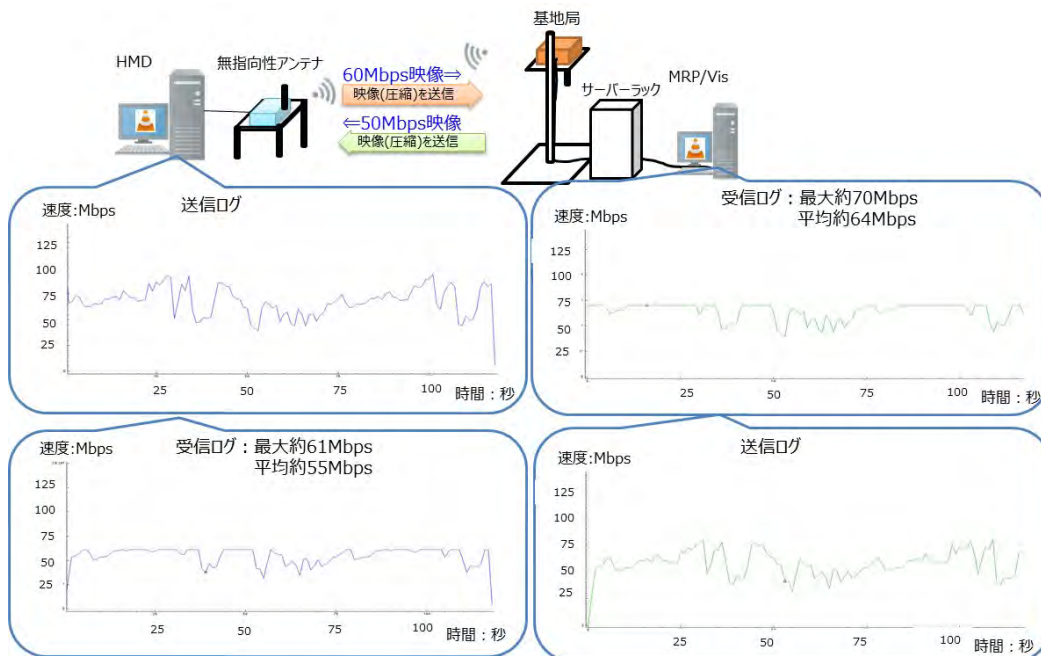 基地局
HMD
無指向性アンテナ
60Mbps映像⇒
映像(圧縮)を送信
⇐50Mbps映像
映像(圧縮)を送信
サーバーラック
MRP/Vis
速度:Mbps
送信ログ
125
100
75
50
25
25
50
75
100
時間:秒
受信ログ:最大約70Mbps
平均約64Mbps
速度:Mbps
125
100
75
50
25
25
50
75
100
時間:秒
速度:Mbps
受信ログ:最大約61Mbps
平均約55Mbps
125
100
75
50
25
25
50
75
100
時間:秒
送信ログ
速度:Mbps
125
100
75
50
25
25
50
75
100
時間:秒